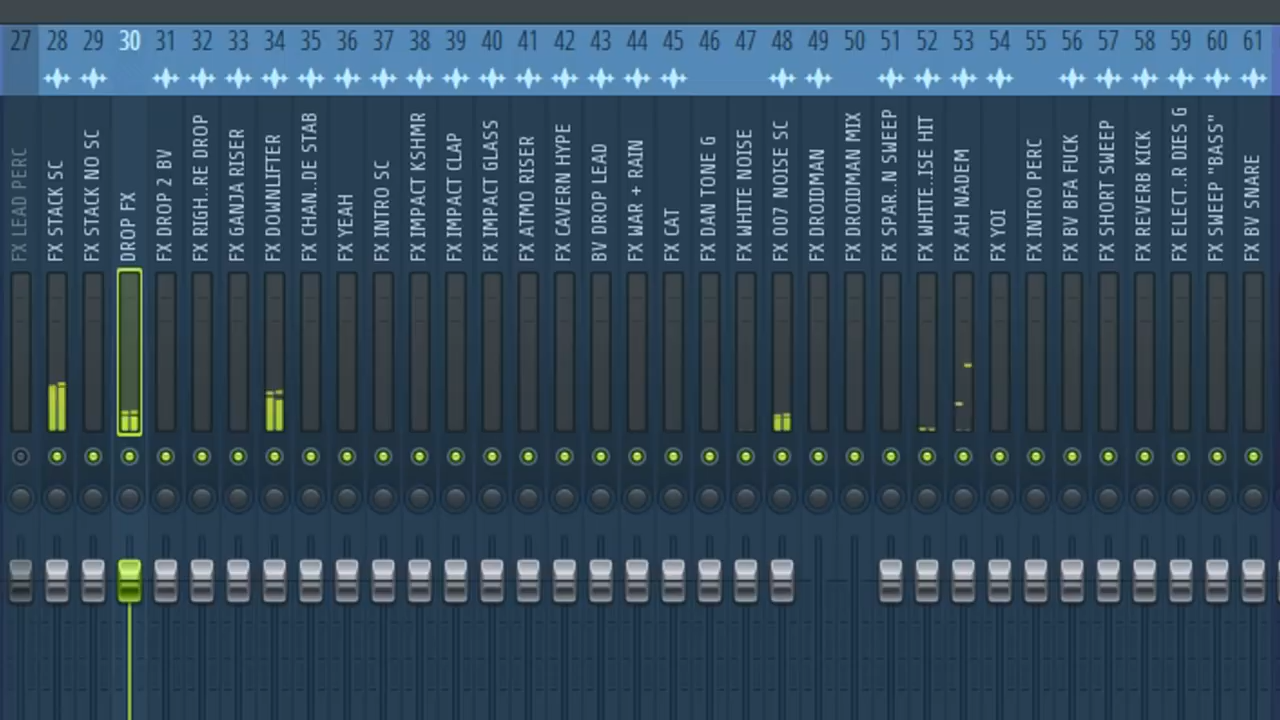 27 28 29 30 31 32 33 34 35 36 37 38 39 40 41 42 43 44 45 46 47 48 49 50 51 52 53 54 55 56 57 58 59 60 61
FX LEAD PERC
FX STACK SC
FX STACK NO SC
DROP FX
FX DROP 2 BV
FX RIGH..RE DROP
FX GANJA RISER
FX DOWNLIFTER
FX CHAN..DE STAB
FX YEAH
FX INTRO SC
FX IMPACT KSHMR
FX IMPACT CLAP
FX IMPACT GLASS
FX ATMO RISER
FX CAVERN HYPE
BV DROP LEAD
FX WAR + RAIN
FX CAT
FX DAN TONE G
FX WHITE NOISE
FX 007 NOISE SC
FX DROIDMAN
FX DROIDMAN MIX
FX SPAR..N SWEEP
FX WHITE..ISE HIT
FX AH NADEM
FX YOI
FX INTRO PERC
FX BV BFA FUCK
FX SHORT SWEEP
FX REVERB KICK
FX ELECT..R DIES G
FX SWEEP "BASS"
FX BV SNARE